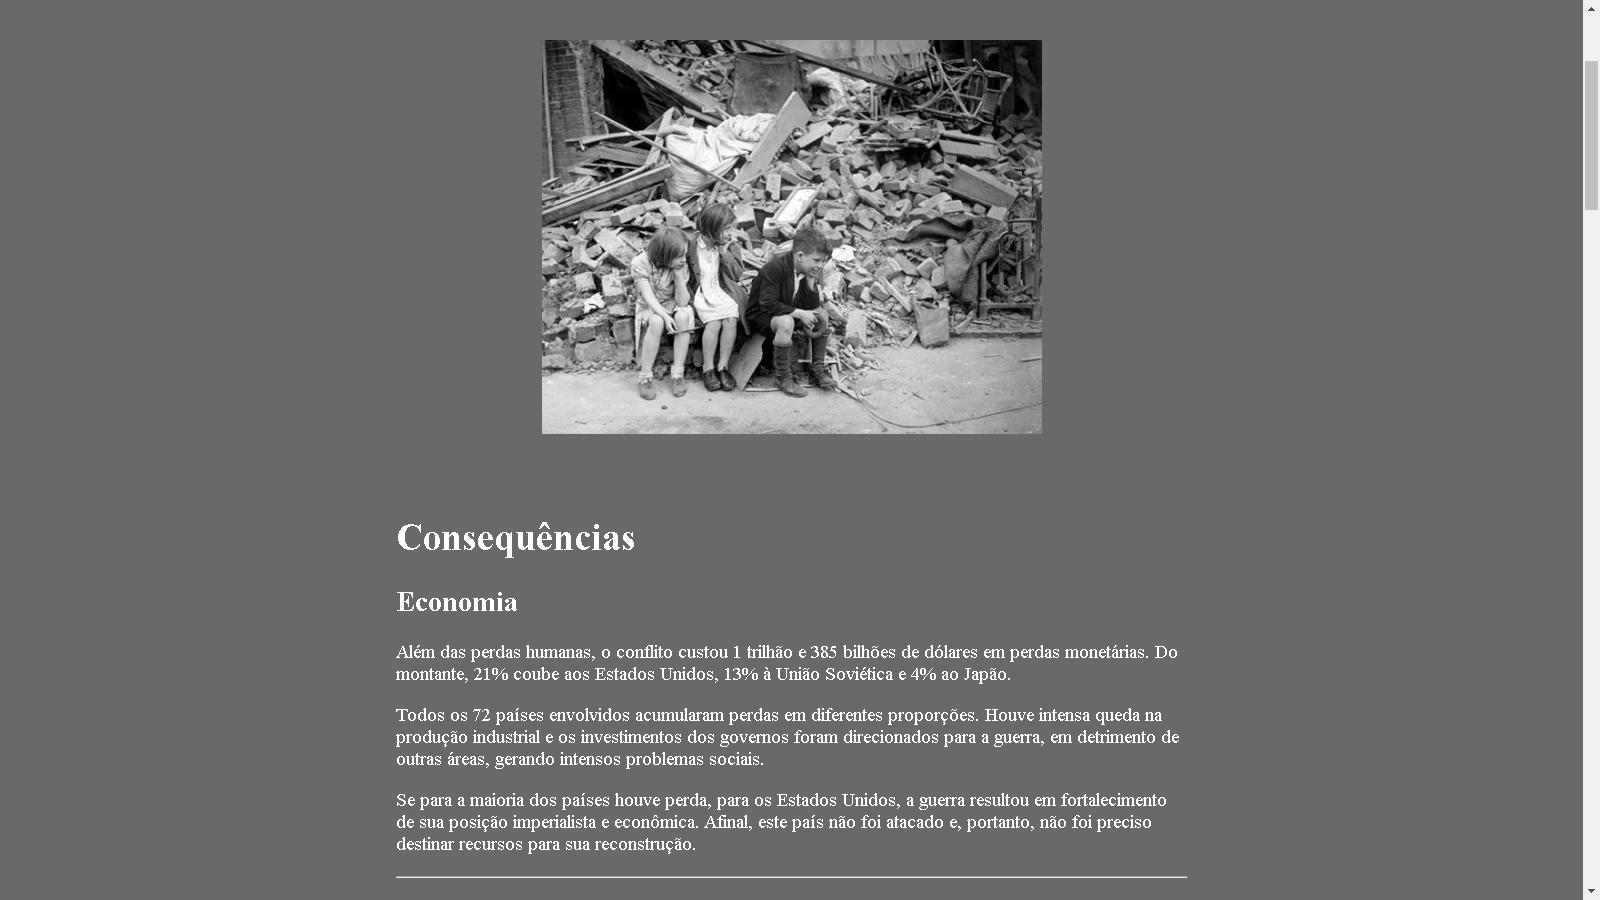 Consequências
Economia
Além das perdas humanas, o conflito custou 1 trilhão e 385 bilhões de dólares em perdas monetárias. Do
montante, 21% coube aos Estados Unidos, 13% à União Soviética e 4% ao Japão.
Todos os 72 países envolvidos acumularam perdas em diferentes proporções. Houve intensa queda na
produção industrial e os investimentos dos governos foram direcionados para a guerra, em detrimento de
outras áreas, gerando intensos problemas sociais.
Se para a maioria dos países houve perda, para os Estados Unidos, a guerra resultou em fortalecimento
de sua posição imperialista e econômica. Afinal, este país não foi atacado e, portanto, não foi preciso
destinar recursos para sua reconstrução.